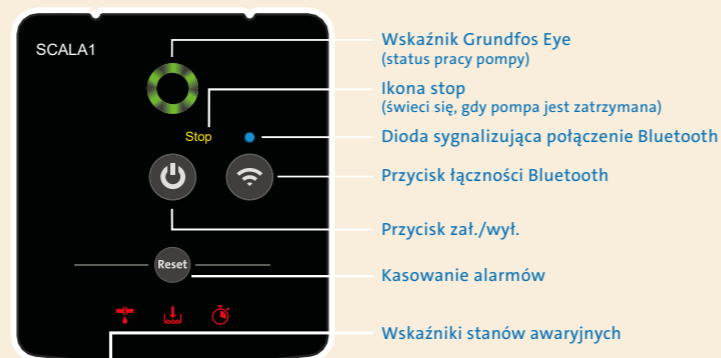 SCALA1
Wskaźnik Grundfos Eye
(status pracy pompy)
Ikona stop
(świeci się, gdy pompa jest zatrzymana)
Stop
Dioda sygnalizująca połączenie Bluetooth
Przycisk łączności Bluetooth
Przycisk zał./wył.
Reset
Kasowanie alarmów
Wskaźniki stanów awaryjnych